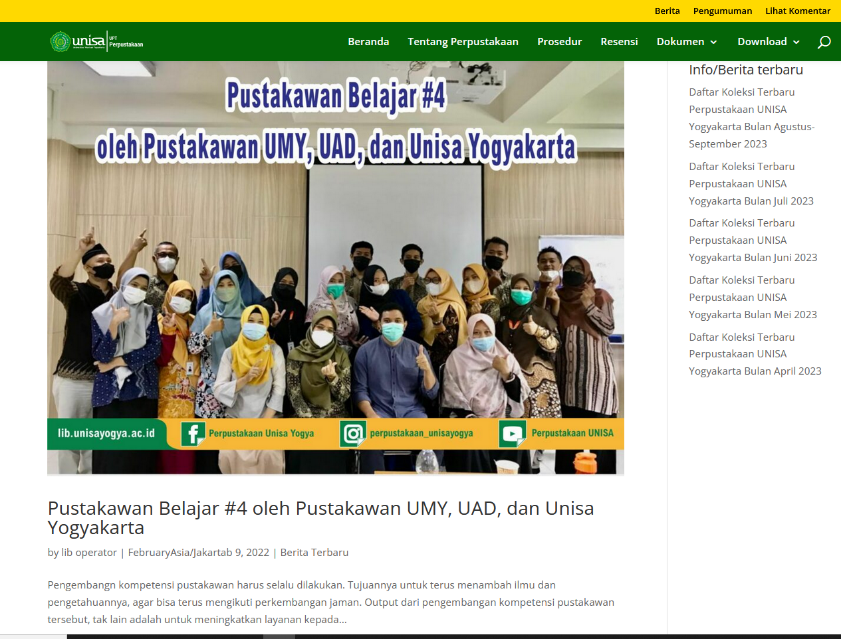 Berita Pengumuman Lihat Komentar
unisa UPT Perpustakaan
Beranda Tentang Perpustakaan Prosedur Resensi Dokumen Download
Pustakawan Belajar #4
oleh Pustakawan UMY, UAD, dan Unisa Yogyakarta
lib.unisayogya.ac.id Perpustakaan Unisa Yogya perpustakaan_unisayogya Perpustakaan UNISA
Pustakawan Belajar #4 oleh Pustakawan UMY, UAD, dan Unisa
Yogyakarta
by lib operator | FebruaryAsia/Jakartab 9, 2022 | Berita Terbaru
Pengembangn kompetensi pustakawan harus selalu dilakukan. Tujuannya untuk terus menambah ilmu dan
pengetahuannya, agar bisa terus mengikuti perkembangan jaman. Output dari pengembangan kompetensi pustakawan
tersebut, tak lain adalah untuk meningkatkan layanan kepada...
Info/Berita terbaru
Daftar Koleksi Terbaru
Perpustakaan UNISA
Yogyakarta Bulan Agustus-
September 2023
Daftar Koleksi Terbaru
Perpustakaan UNISA
Yogyakarta Bulan Juli 2023
Daftar Koleksi Terbaru
Perpustakaan UNISA
Yogyakarta Bulan Juni 2023
Daftar Koleksi Terbaru
Perpustakaan UNISA
Yogyakarta Bulan Mei 2023
Daftar Koleksi Terbaru
Perpustakaan UNISA
Yogyakarta Bulan April 2023